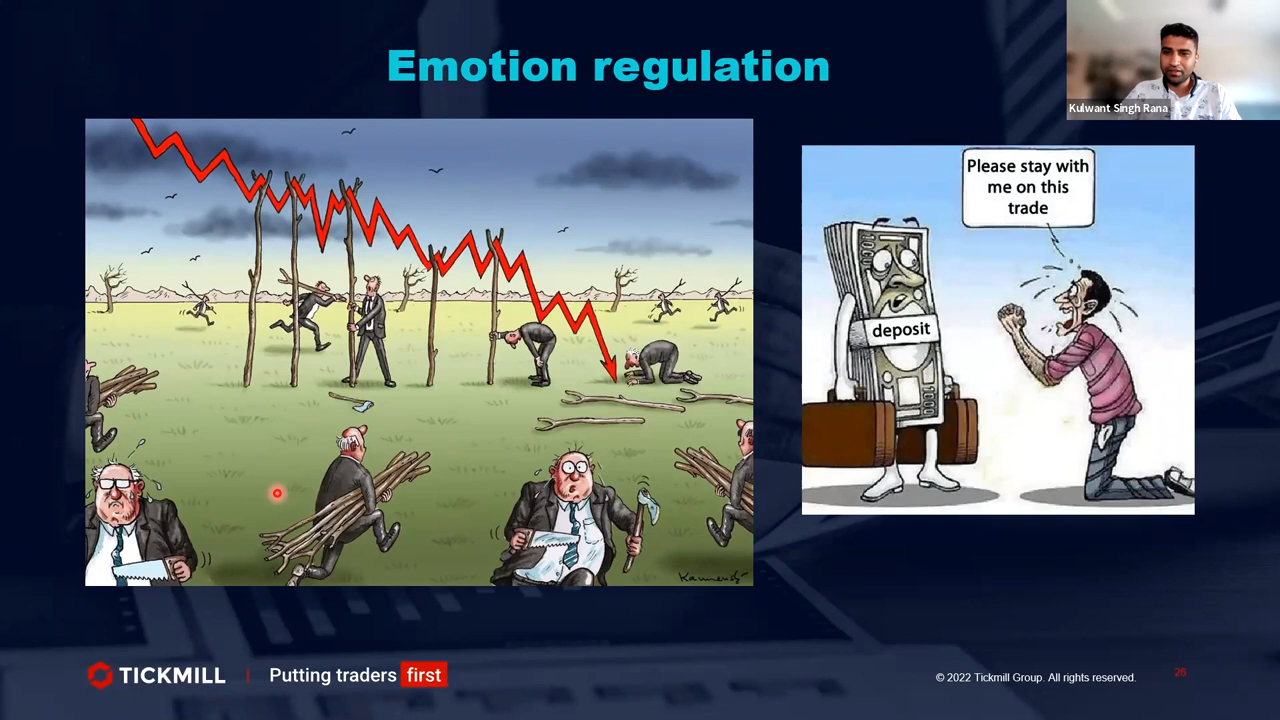 Emotion regulation
Kulwant Singh Rana
Please stay with
me on this
trade
deposit
TICKMILL | Putting traders first
© 2022 Tickmill Group. All rights reserved.
26